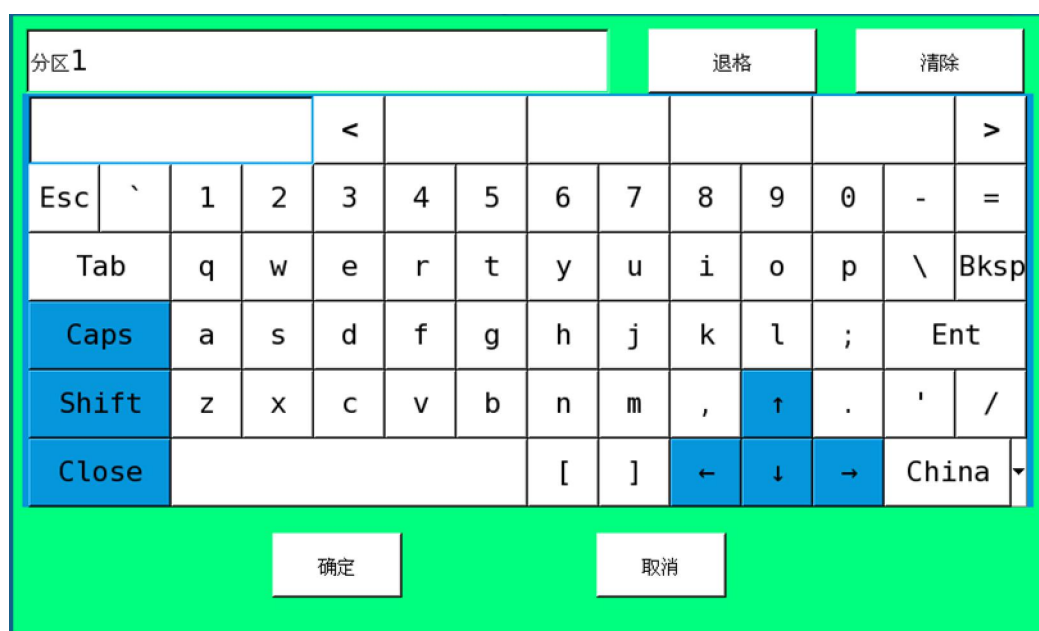 分区1 退格 清除
< >
Esc ` 1 2 3 4 5 6 7 8 9 0 - =
Tab q w e r t y u i o p \ Bksp
Caps a s d f g h j k l ; Ent
Shift z x c v b n m , ↑ . ' /
Close [ ] ← ↓ → China
确定 取消